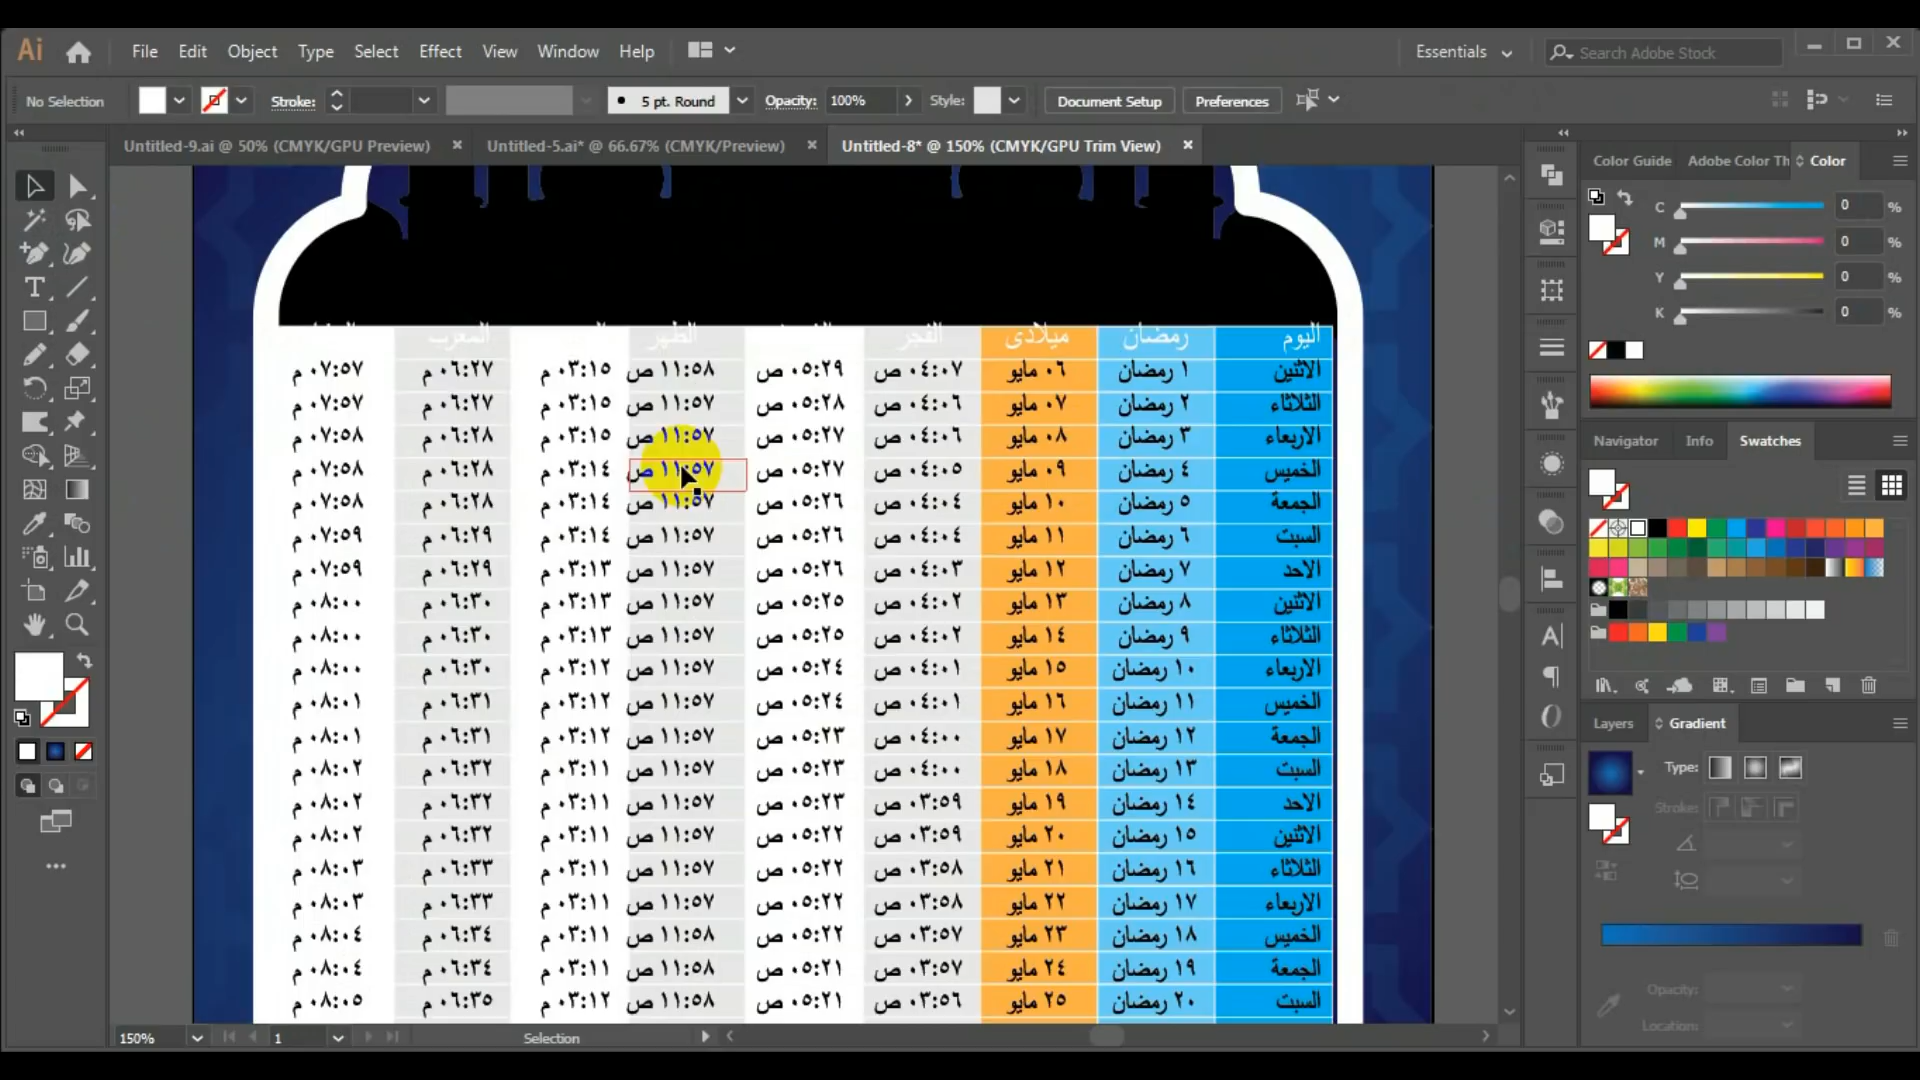 Ai File Edit Object Type Select Effect View Window Help Essentials Search Adobe Stock
No Selection Stroke: 5 pt. Round Opacity: 100% Style: Document Setup Preferences
Untitled-9.ai @ 50% (CMYK/GPU Preview) Untitled-5.ai* @ 66.67% (CMYK/Preview) Untitled-8* @ 150% (CMYK/GPU Trim View)
Color Guide Adobe Color Th Color
C 0 %
M 0 %
Y 0 %
K 0 %
Navigator Info Swatches
Layers Gradient
Type:
Stroke:
Opacity:
Location:
اليوم رمضان ميلادى الفجر الظهر المغرب
الاثنين ١ رمضان ٠٦ مايو ٠٤:٠٧ ص ٠٥:٢٩ ص ١١:٥٨ ص ٠٣:١٥ م ٠٦:٢٧ م ٠٧:٥٧ م
الثلاثاء ٢ رمضان ٠٧ مايو ٠٤:٠٦ ص ٠٥:٢٨ ص ١١:٥٧ ص ٠٣:١٥ م ٠٦:٢٧ م ٠٧:٥٧ م
الاربعاء ٣ رمضان ٠٨ مايو ٠٤:٠٦ ص ٠٥:٢٧ ص ١١:٥٧ ص ٠٣:١٥ م ٠٦:٢٨ م ٠٧:٥٨ م
الخميس ٤ رمضان ٠٩ مايو ٠٤:٠٥ ص ٠٥:٢٧ ص ١١:٥٧ ص ٠٣:١٤ م ٠٦:٢٨ م ٠٧:٥٨ م
الجمعة ٥ رمضان ١٠ مايو ٠٤:٠٤ ص ٠٥:٢٦ ص ١١:٥٧ ص ٠٣:١٤ م ٠٦:٢٨ م ٠٧:٥٨ م
السبت ٦ رمضان ١١ مايو ٠٤:٠٤ ص ٠٥:٢٦ ص ١١:٥٧ ص ٠٣:١٤ م ٠٦:٢٩ م ٠٧:٥٩ م
الاحد ٧ رمضان ١٢ مايو ٠٤:٠٣ ص ٠٥:٢٦ ص ١١:٥٧ ص ٠٣:١٣ م ٠٦:٢٩ م ٠٧:٥٩ م
الاثنين ٨ رمضان ١٣ مايو ٠٤:٠٢ ص ٠٥:٢٥ ص ١١:٥٧ ص ٠٣:١٣ م ٠٦:٣٠ م ٠٨:٠٠ م
الثلاثاء ٩ رمضان ١٤ مايو ٠٤:٠٢ ص ٠٥:٢٥ ص ١١:٥٧ ص ٠٣:١٣ م ٠٦:٣٠ م ٠٨:٠٠ م
الاربعاء ١٠ رمضان ١٥ مايو ٠٤:٠١ ص ٠٥:٢٤ ص ١١:٥٧ ص ٠٣:١٢ م ٠٦:٣٠ م ٠٨:٠٠ م
الخميس ١١ رمضان ١٦ مايو ٠٤:٠١ ص ٠٥:٢٤ ص ١١:٥٧ ص ٠٣:١٢ م ٠٦:٣١ م ٠٨:٠١ م
الجمعة ١٢ رمضان ١٧ مايو ٠٤:٠٠ ص ٠٥:٢٣ ص ١١:٥٧ ص ٠٣:١٢ م ٠٦:٣١ م ٠٨:٠١ م
السبت ١٣ رمضان ١٨ مايو ٠٤:٠٠ ص ٠٥:٢٣ ص ١١:٥٧ ص ٠٣:١١ م ٠٦:٣٢ م ٠٨:٠٢ م
الاحد ١٤ رمضان ١٩ مايو ٠٣:٥٩ ص ٠٥:٢٣ ص ١١:٥٧ ص ٠٣:١١ م ٠٦:٣٢ م ٠٨:٠٢ م
الاثنين ١٥ رمضان ٢٠ مايو ٠٣:٥٩ ص ٠٥:٢٢ ص ١١:٥٧ ص ٠٣:١١ م ٠٦:٣٢ م ٠٨:٠٢ م
الثلاثاء ١٦ رمضان ٢١ مايو ٠٣:٥٨ ص ٠٥:٢٢ ص ١١:٥٧ ص ٠٣:١١ م ٠٦:٣٣ م ٠٨:٠٣ م
الاربعاء ١٧ رمضان ٢٢ مايو ٠٣:٥٨ ص ٠٥:٢٢ ص ١١:٥٧ ص ٠٣:١١ م ٠٦:٣٣ م ٠٨:٠٣ م
الخميس ١٨ رمضان ٢٣ مايو ٠٣:٥٧ ص ٠٥:٢٢ ص ١١:٥٨ ص ٠٣:١١ م ٠٦:٣٤ م ٠٨:٠٤ م
الجمعة ١٩ رمضان ٢٤ مايو ٠٣:٥٧ ص ٠٥:٢١ ص ١١:٥٨ ص ٠٣:١١ م ٠٦:٣٤ م ٠٨:٠٤ م
السبت ٢٠ رمضان ٢٥ مايو ٠٣:٥٦ ص ٠٥:٢١ ص ١١:٥٨ ص ٠٣:١٢ م ٠٦:٣٥ م ٠٨:٠٥ م
150% 1 Selection